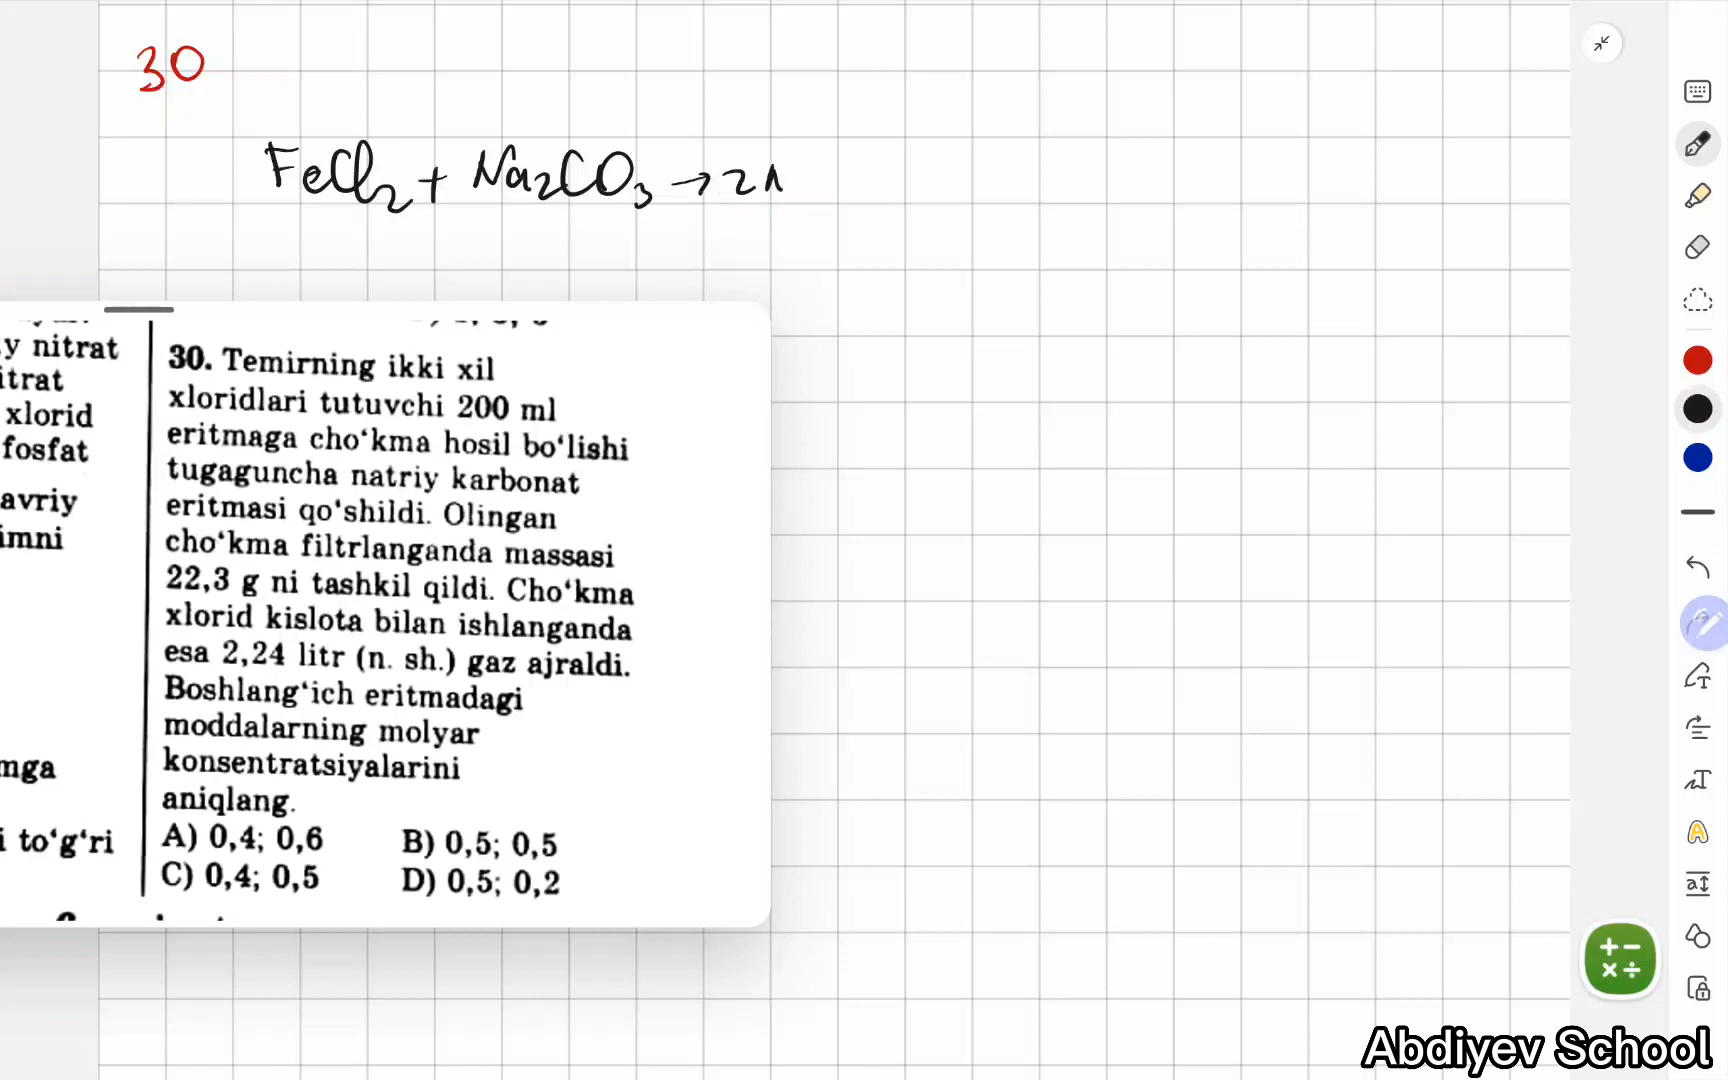 30
FeCl₂ + Na₂CO₃ → 2N
y nitrat
itrat
xlorid
fosfat
avriy
imni
mga
i to‘g‘ri
30. Temirning ikki xil
xloridlari tutuvchi 200 ml
eritmaga cho‘kma hosil bo‘lishi
tugaguncha natriy karbonat
eritmasi qo‘shildi. Olingan
cho‘kma filtrlanganda massasi
22,3 g ni tashkil qildi. Cho‘kma
xlorid kislota bilan ishlanganda
esa 2,24 litr (n. sh.) gaz ajraldi.
Boshlang‘ich eritmadagi
moddalarning molyar
konsentratsiyalarini
aniqlang.
A) 0,4; 0,6 B) 0,5; 0,5
C) 0,4; 0,5 D) 0,5; 0,2
Abdiyev School